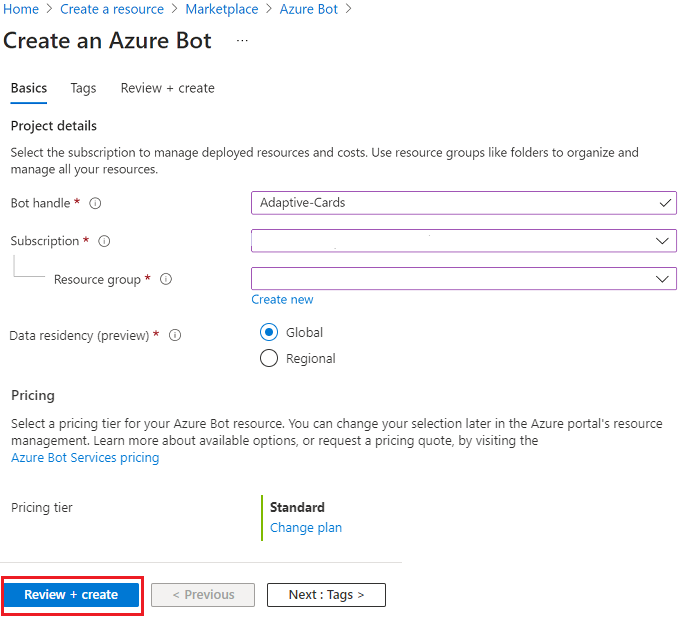 Home > Create a resource > Marketplace > Azure Bot >
Create an Azure Bot ...
Basics Tags Review + create
Project details
Select the subscription to manage deployed resources and costs. Use resource groups like folders to organize and
manage all your resources.
Bot handle * Adaptive-Cards
Subscription *
Resource group *
Create new
Data residency (preview) * Global
Regional
Pricing
Select a pricing tier for your Azure Bot resource. You can change your selection later in the Azure portal's resource
management. Learn more about available options, or request a pricing quote, by visiting the
Azure Bot Services pricing
Pricing tier Standard
Change plan
Review + create < Previous Next : Tags >